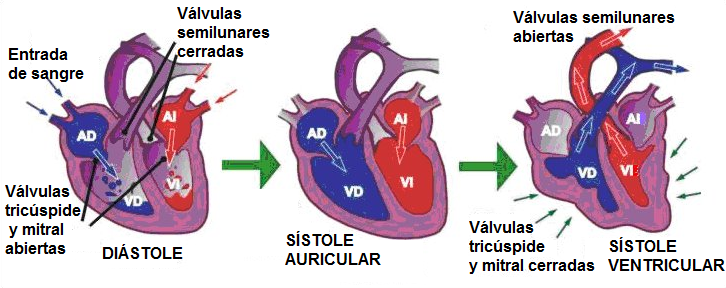 Válvulas
semilunares
cerradas
Entrada
de sangre
AD
AI
VD
VI
Válvulas
tricúspide
y mitral
abiertas
DIÁSTOLE
AD
AI
VD
VI
SÍSTOLE
AURICULAR
Válvulas semilunares
abiertas
AD
AI
VD
VI
Válvulas
tricúspide
y mitral cerradas
SÍSTOLE
VENTRICULAR